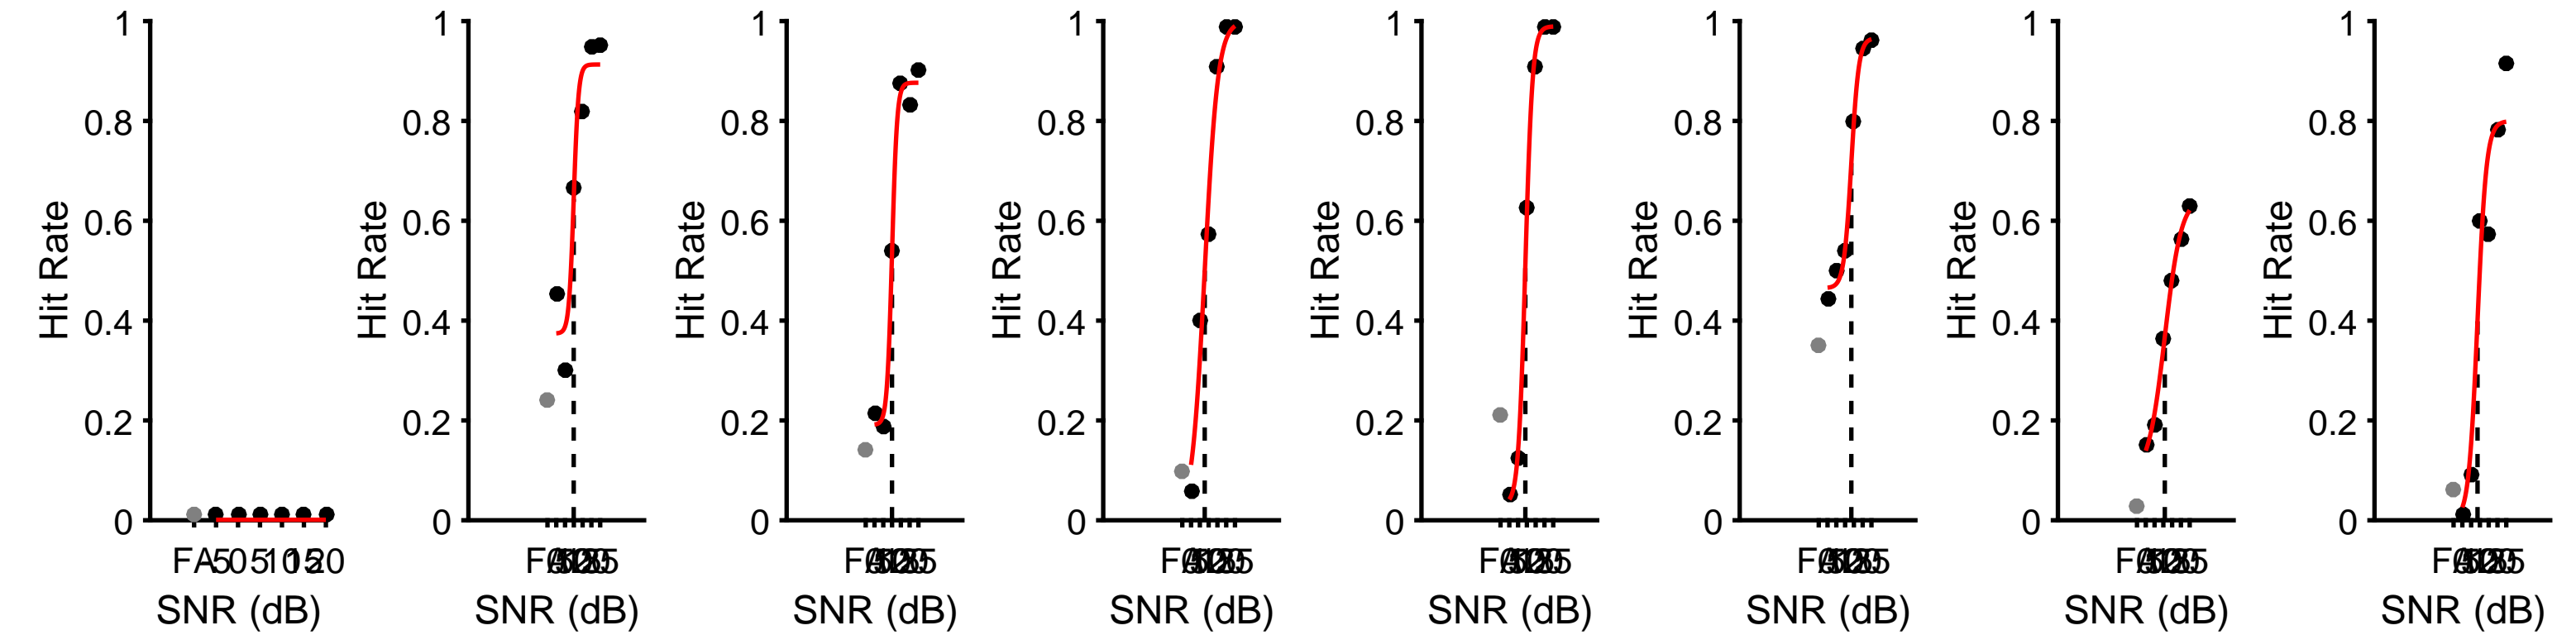 1 1 1 1 1 1 1 1
0.8 0.8 0.8 0.8 0.8 0.8 0.8 0.8
0.6 0.6 0.6 0.6 0.6 0.6 0.6 0.6
0.4 0.4 0.4 0.4 0.4 0.4 0.4 0.4
0.2 0.2 0.2 0.2 0.2 0.2 0.2 0.2
0 0 0 0 0 0 0 0
Hit Rate Hit Rate Hit Rate Hit Rate Hit Rate Hit Rate Hit Rate Hit Rate
FA 0 5 10 15 20
SNR (dB) SNR (dB) SNR (dB) SNR (dB) SNR (dB) SNR (dB) SNR (dB) SNR (dB)